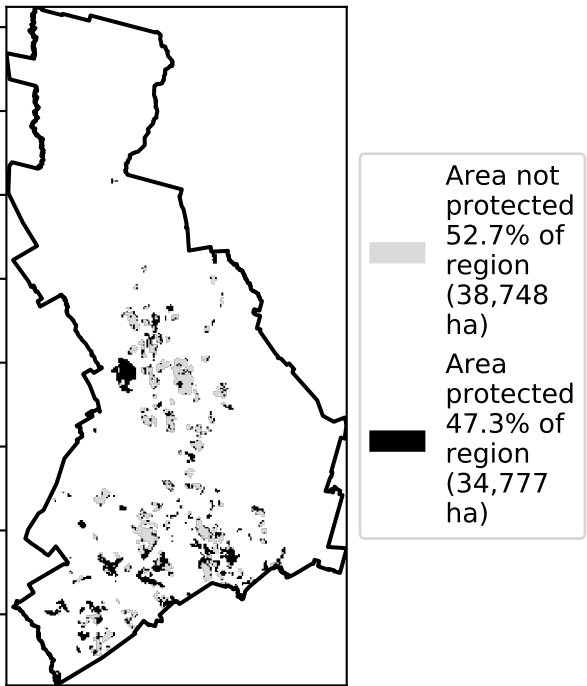 Area not
protected
52.7% of
region
(38,748
ha)
Area
protected
47.3% of
region
(34,777
ha)